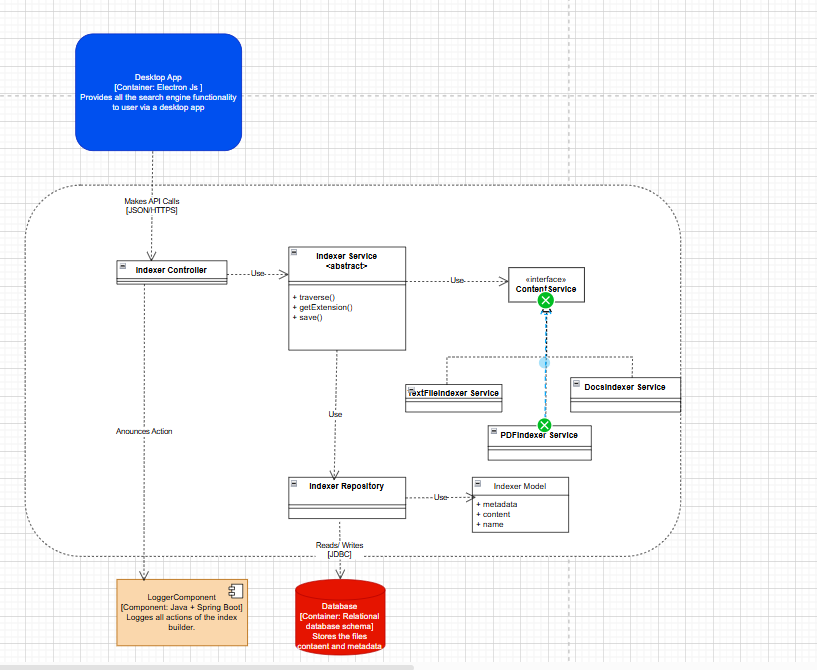 Desktop App
[Container: Electron Js ]
Provides all the search engine functionality
to user via a desktop app
Makes API Calls
[JSON/HTTPS]
Indexer Controller
Use
Indexer Service
<abstract>
+ traverse()
+ getExtension()
+ save()
Use
«interface»
ContentService
TextFileIndexer Service
DocsIndexer Service
PDFIndexer Service
Use
Anounces Action
Indexer Repository
Use
Indexer Model
+ metadata
+ content
+ name
Reads/ Writes
[JDBC]
LoggerComponent
[Component: Java + Spring Boot]
Logges all actions of the index
builder.
Database
[Container: Relational
database schema]
Stores the files
contaent and metadata